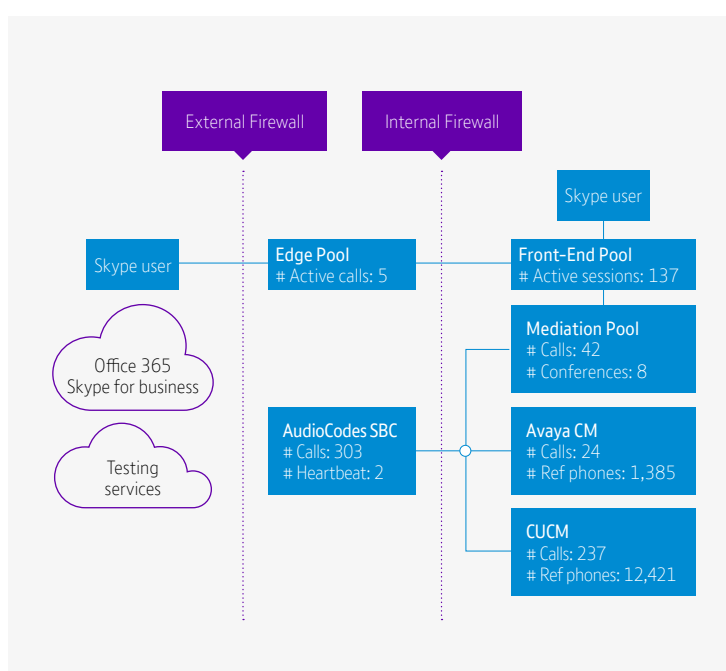 External Firewall
Internal Firewall
Skype user
Skype user
Edge Pool
# Active calls: 5
Front-End Pool
# Active sessions: 137
Mediation Pool
# Calls: 42
# Conferences: 8
Office 365
Skype for business
AudioCodes SBC
# Calls: 303
# Heartbeat: 2
Avaya CM
# Calls: 24
# Ref phones: 1,385
Testing
services
CUCM
# Calls: 237
# Ref phones: 12,421